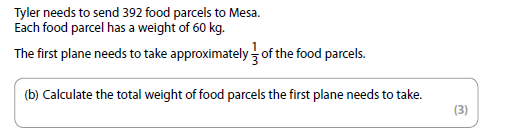 Tyler needs to send 392 food parcels to Mesa.
Each food parcel has a weight of 60 kg.
The first plane needs to take approximately 1/3 of the food parcels.
(b) Calculate the total weight of food parcels the first plane needs to take.
(3)